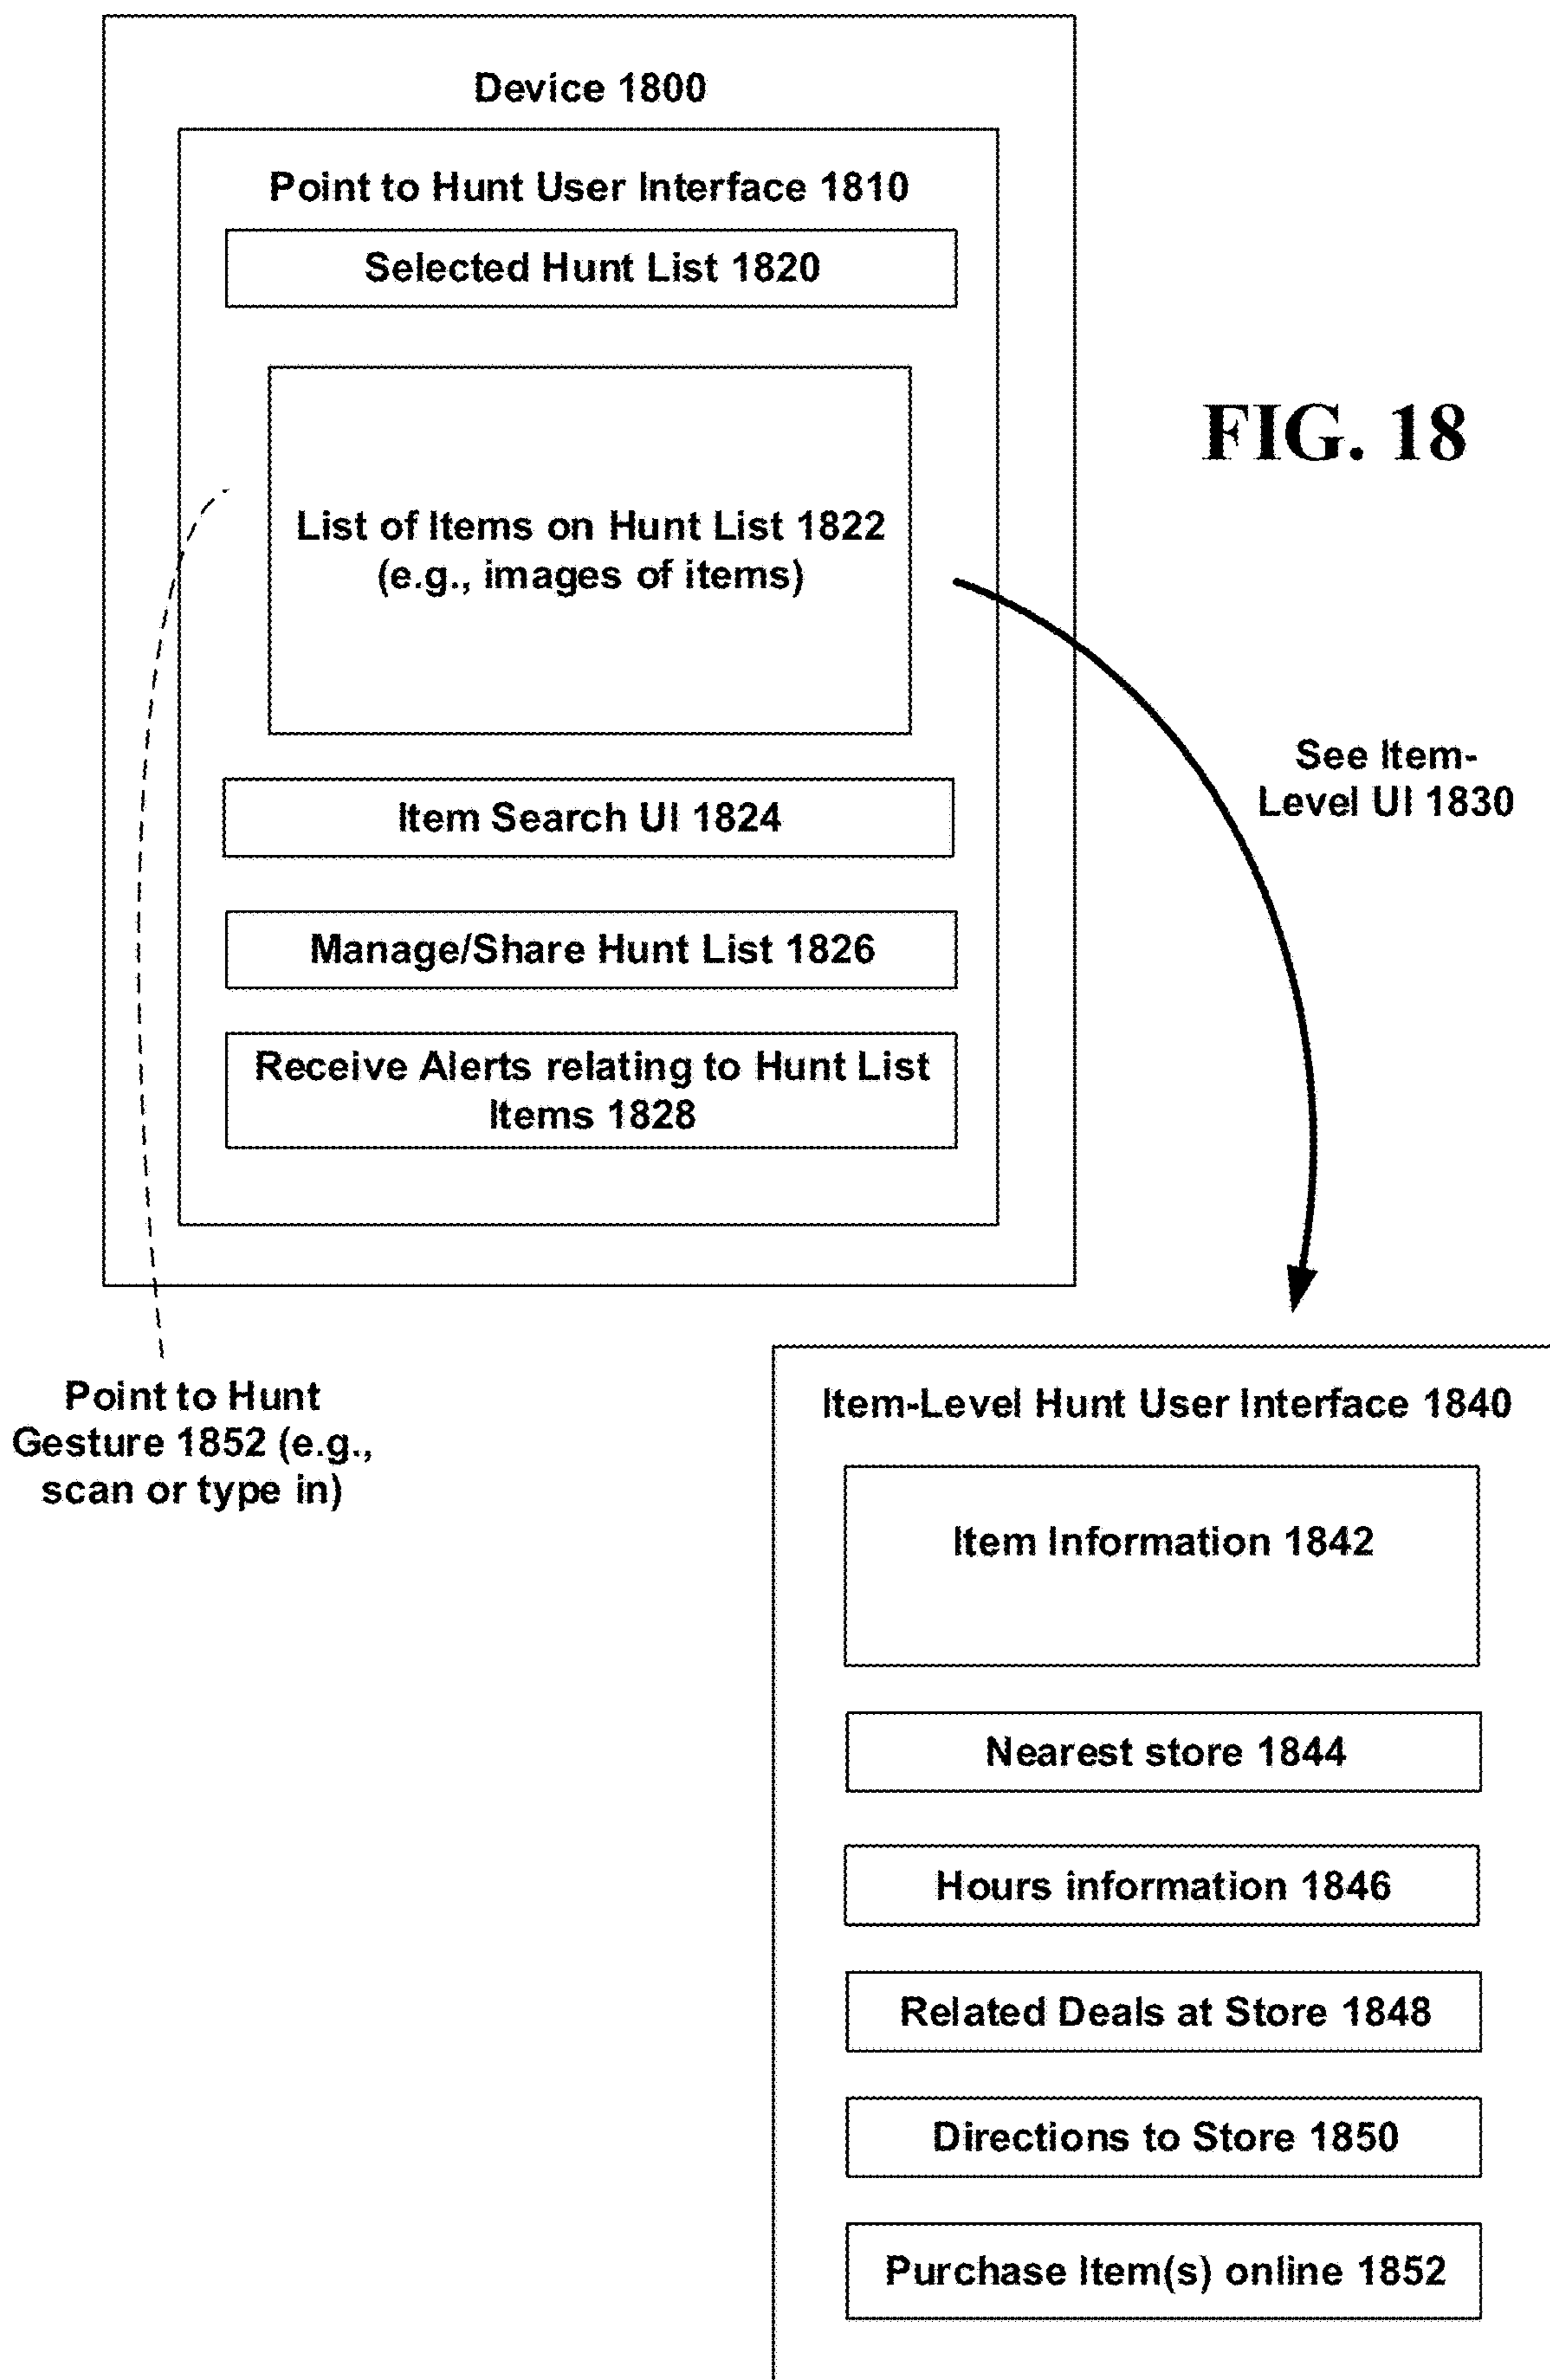 Device 1800
Point to Hunt User Interface 1810
Selected Hunt List 1820
FIG. 18
List of Items on Hunt List 1822
(e.g., images of items)
See Item-
Level UI 1830
Item Search UI 1824
Manage/Share Hunt List 1826
Receive Alerts relating to Hunt List
Items 1828
Point to Hunt
Gesture 1852 (e.g.,
scan or type in)
Item-Level Hunt User Interface 1840
Item Information 1842
Nearest store 1844
Hours information 1846
Related Deals at Store 1848
Directions to Store 1850
Purchase Item(s) online 1852